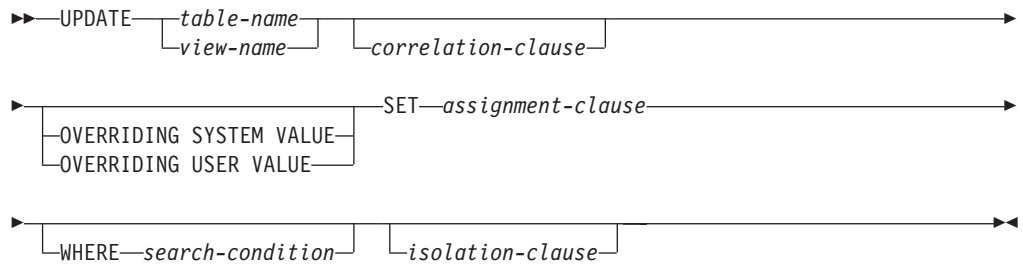 UPDATE table-name
view-name correlation-clause
SET assignment-clause
OVERRIDING SYSTEM VALUE
OVERRIDING USER VALUE
WHERE search-condition isolation-clause